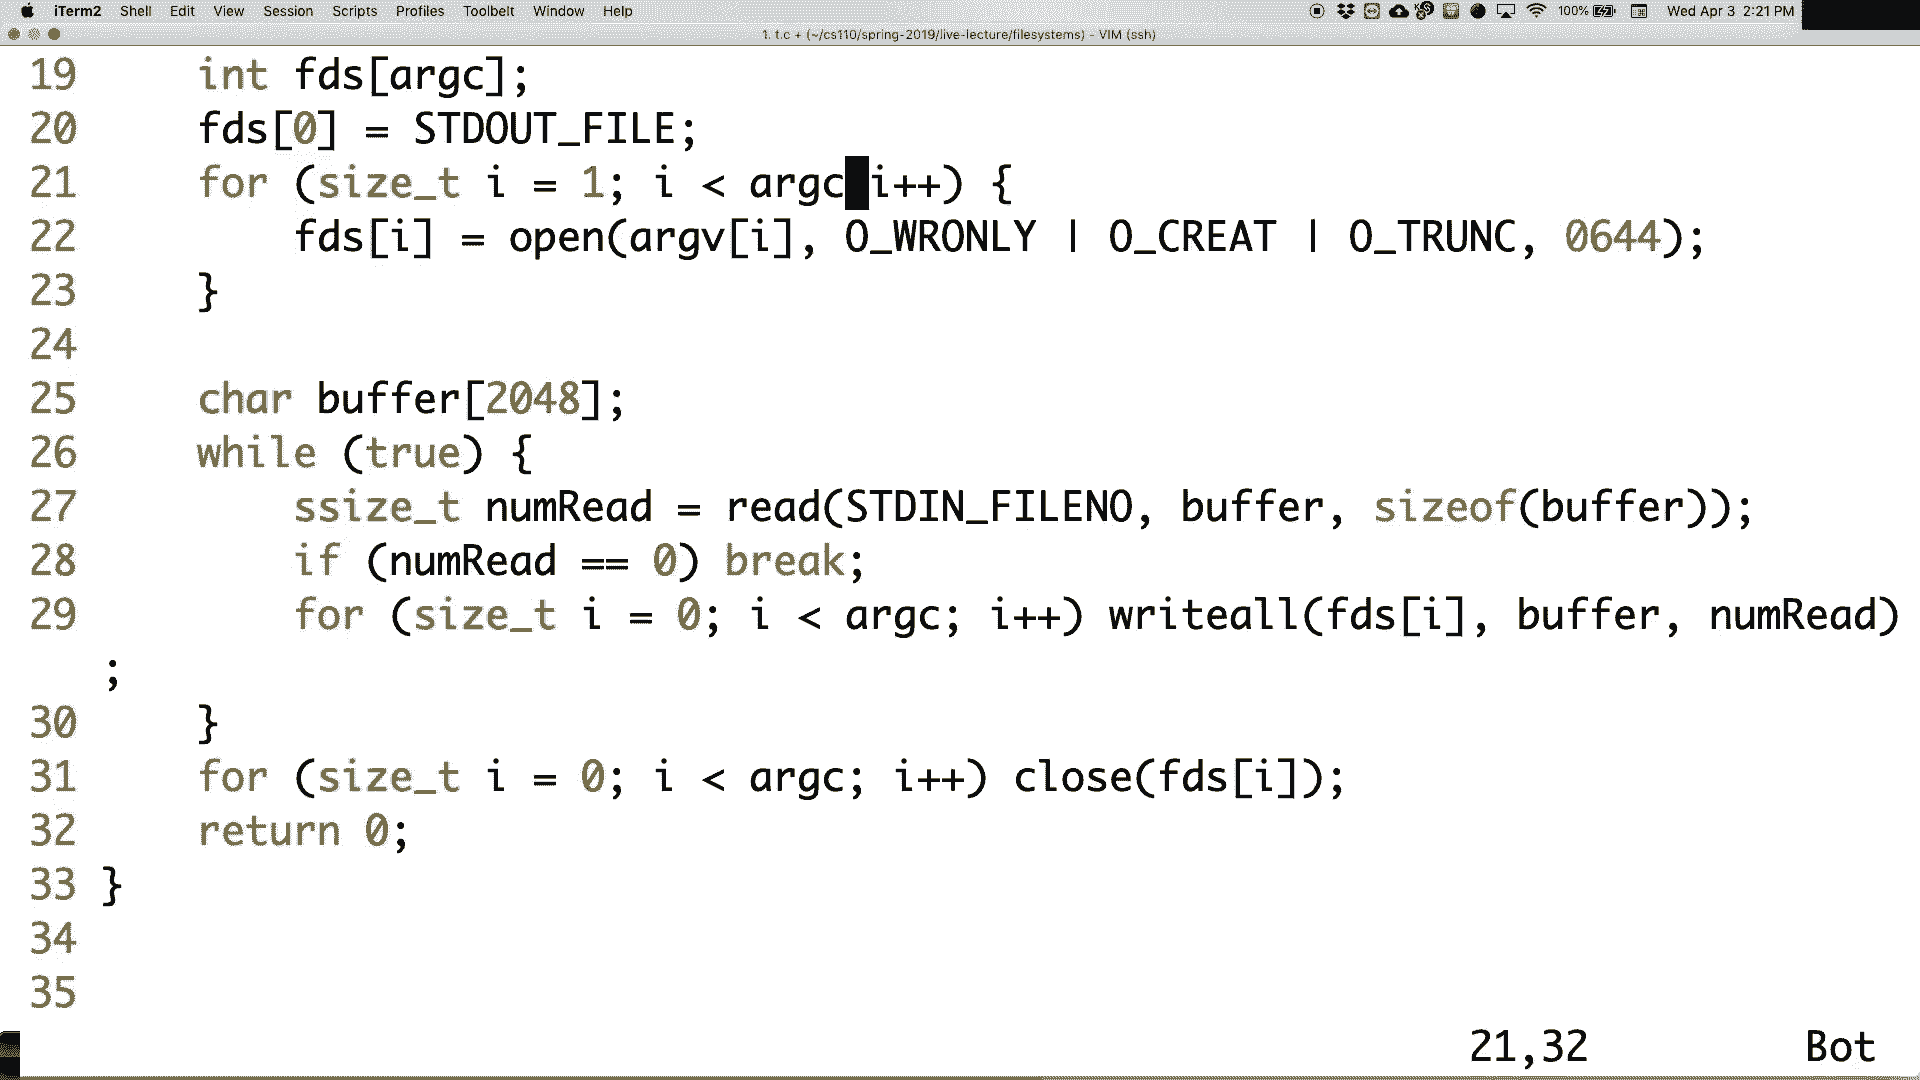 iTerm2 Shell Edit View Session Scripts Profiles Toolbelt Window Help 100% Wed Apr 3 2:21 PM
1. t.c + (~/cs110/spring-2019/live-lecture/filesystems) - VIM (ssh)
19 int fds[argc];
20 fds[0] = STDOUT_FILE;
21 for (size_t i = 1; i < argc i++) {
22 fds[i] = open(argv[i], O_WRONLY | O_CREAT | O_TRUNC, 0644);
23 }
24
25 char buffer[2048];
26 while (true) {
27 ssize_t numRead = read(STDIN_FILENO, buffer, sizeof(buffer));
28 if (numRead == 0) break;
29 for (size_t i = 0; i < argc; i++) writeall(fds[i], buffer, numRead)
;
30 }
31 for (size_t i = 0; i < argc; i++) close(fds[i]);
32 return 0;
33 }
34
35
21,32 Bot